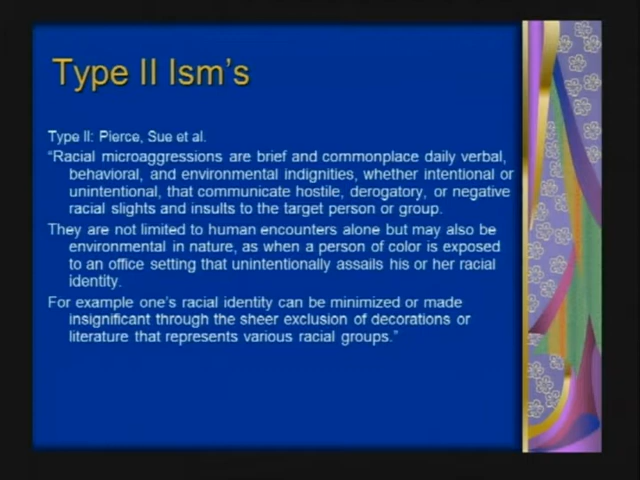 Type II Ism's
Type II: Pierce, Sue et al.
“Racial microaggressions are brief and commonplace daily verbal,
behavioral, and environmental indignities, whether intentional or
unintentional, that communicate hostile, derogatory, or negative
racial slights and insults to the target person or group.
They are not limited to human encounters alone but may also be
environmental in nature, as when a person of color is exposed
to an office setting that unintentionally assails his or her racial
identity.
For example one's racial identity can be minimized or made
insignificant through the sheer exclusion of decorations or
literature that represents various racial groups.”